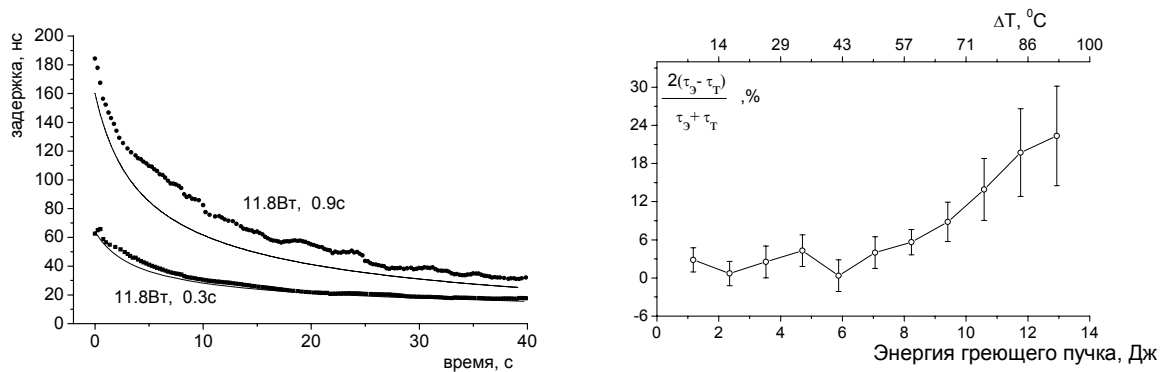 задержка, нс
200
180
160
140
120
100
80
60
40
20
0
11.8Вт, 0.9с
11.8Вт, 0.3с
0 10 20 30 40
время, с
ΔT, ⁰C
14 29 43 57 71 86 100
30
24
18
12
6
0
-6
2(τэ- τT)
τэ+ τT
,%
0 2 4 6 8 10 12 14
Энергия греющего пучка, Дж